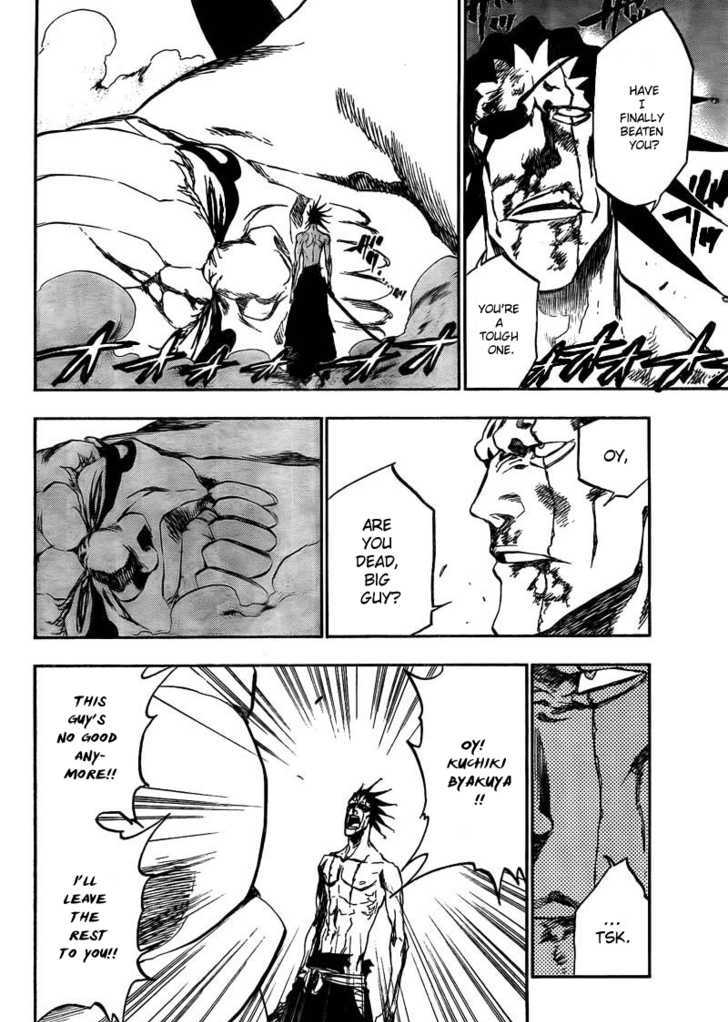 HAVE
I
FINALLY
BEATEN
YOU?
YOU'RE
A
TOUGH
ONE.
OY,
ARE
YOU
DEAD,
BIG
GUY?
...
TSK.
OY!
KUCHIKI
BYAKUYA
!!
THIS
GUY'S
NO GOOD
ANY-
MORE!!
I'LL
LEAVE
THE
REST
TO YOU!!